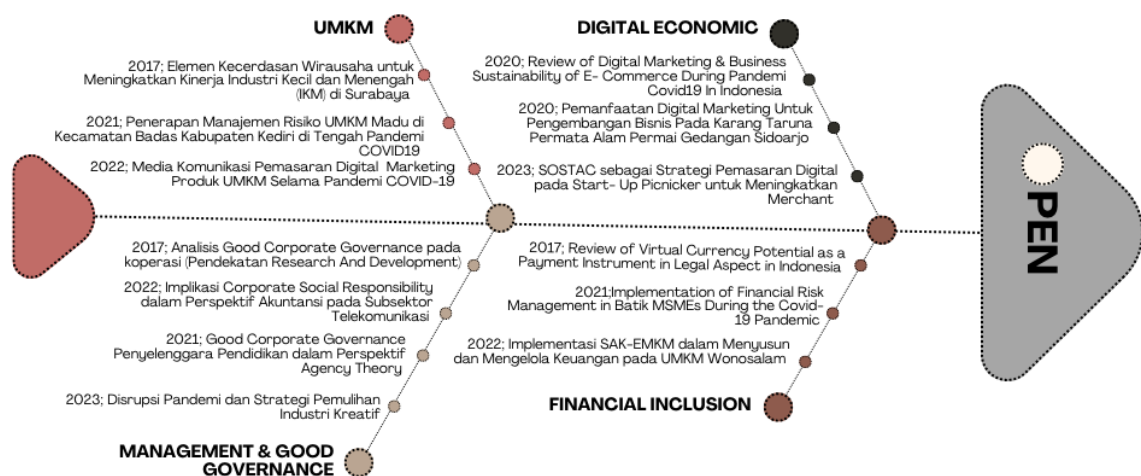 UMKM
2017; Elemen Kecerdasan Wirausaha untuk
Meningkatkan Kinerja Industri Kecil dan Menengah
(IKM) di Surabaya
2021; Penerapan Manajemen Risiko UMKM Madu di
Kecamatan Badas Kabupaten Kediri di Tengah Pandemi
COVID19
2022; Media Komunikasi Pemasaran Digital Marketing
Produk UMKM Selama Pandemi COVID-19
DIGITAL ECONOMIC
2020; Review of Digital Marketing & Business
Sustainability of E- Commerce During Pandemi
Covid19 In Indonesia
2020; Pemanfaatan Digital Marketing Untuk
Pengembangan Bisnis Pada Karang Taruna
Permata Alam Permai Gedangan Sidoarjo
2023; SOSTAC sebagai Strategi Pemasaran Digital
pada Start- Up Picnicker untuk Meningkatkan
Merchant
2017; Analisis Good Corporate Governance pada
koperasi (Pendekatan Research And Development)
2022; Implikasi Corporate Social Responsibility
dalam Perspektif Akuntansi pada Subsektor
Telekomunikasi
2021; Good Corporate Governance
Penyelenggara Pendidikan dalam Perspektif
Agency Theory
2023; Disrupsi Pandemi dan Strategi Pemulihan
Industri Kreatif
MANAGEMENT & GOOD
GOVERNANCE
2017; Review of Virtual Currency Potential as a
Payment Instrument in Legal Aspect in Indonesia
2021;Implementation of Financial Risk
Management in Batik MSMEs During the Covid-
19 Pandemic
2022; Implementasi SAK-EMKM dalam Menyusun
dan Mengelola Keuangan pada UMKM Wonosalam
FINANCIAL INCLUSION
PEN